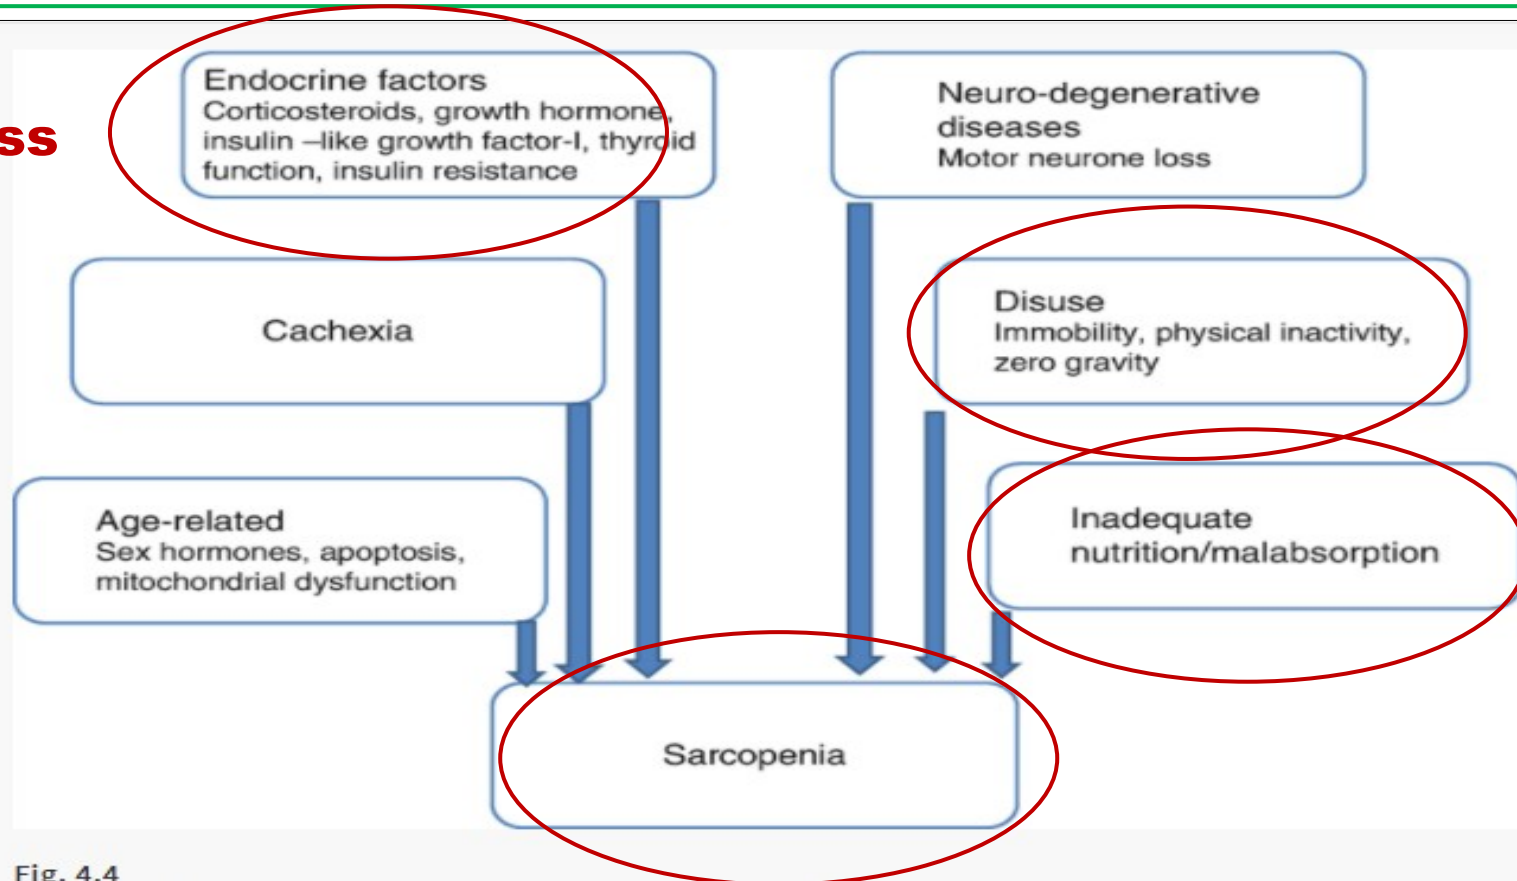 ss
Endocrine factors
Corticosteroids, growth hormone,
insulin –like growth factor-I, thyroid
function, insulin resistance
Neuro-degenerative
diseases
Motor neurone loss
Cachexia
Disuse
Immobility, physical inactivity,
zero gravity
Age-related
Sex hormones, apoptosis,
mitochondrial dysfunction
Inadequate
nutrition/malabsorption
Sarcopenia
Fig. 4.4